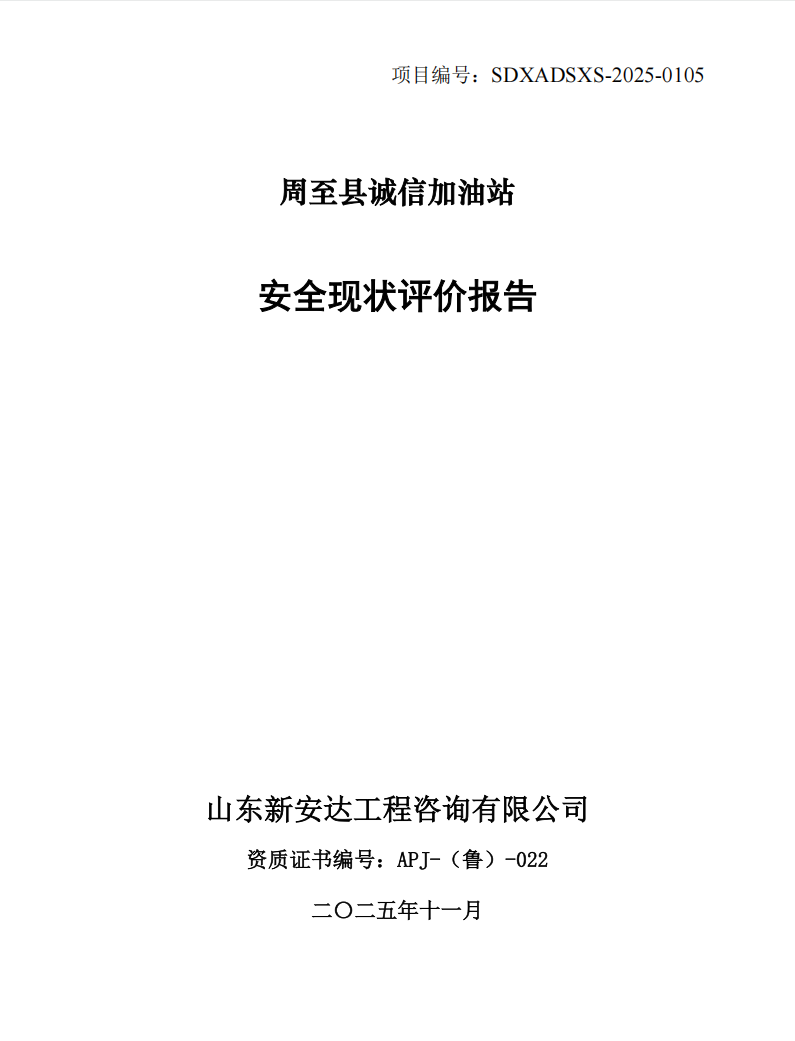 项目编号：SDXADSXS-2025-0105
周至县诚信加油站
安全现状评价报告
山东新安达工程咨询有限公司
资质证书编号：APJ-（鲁）-022
二〇二五年十一月